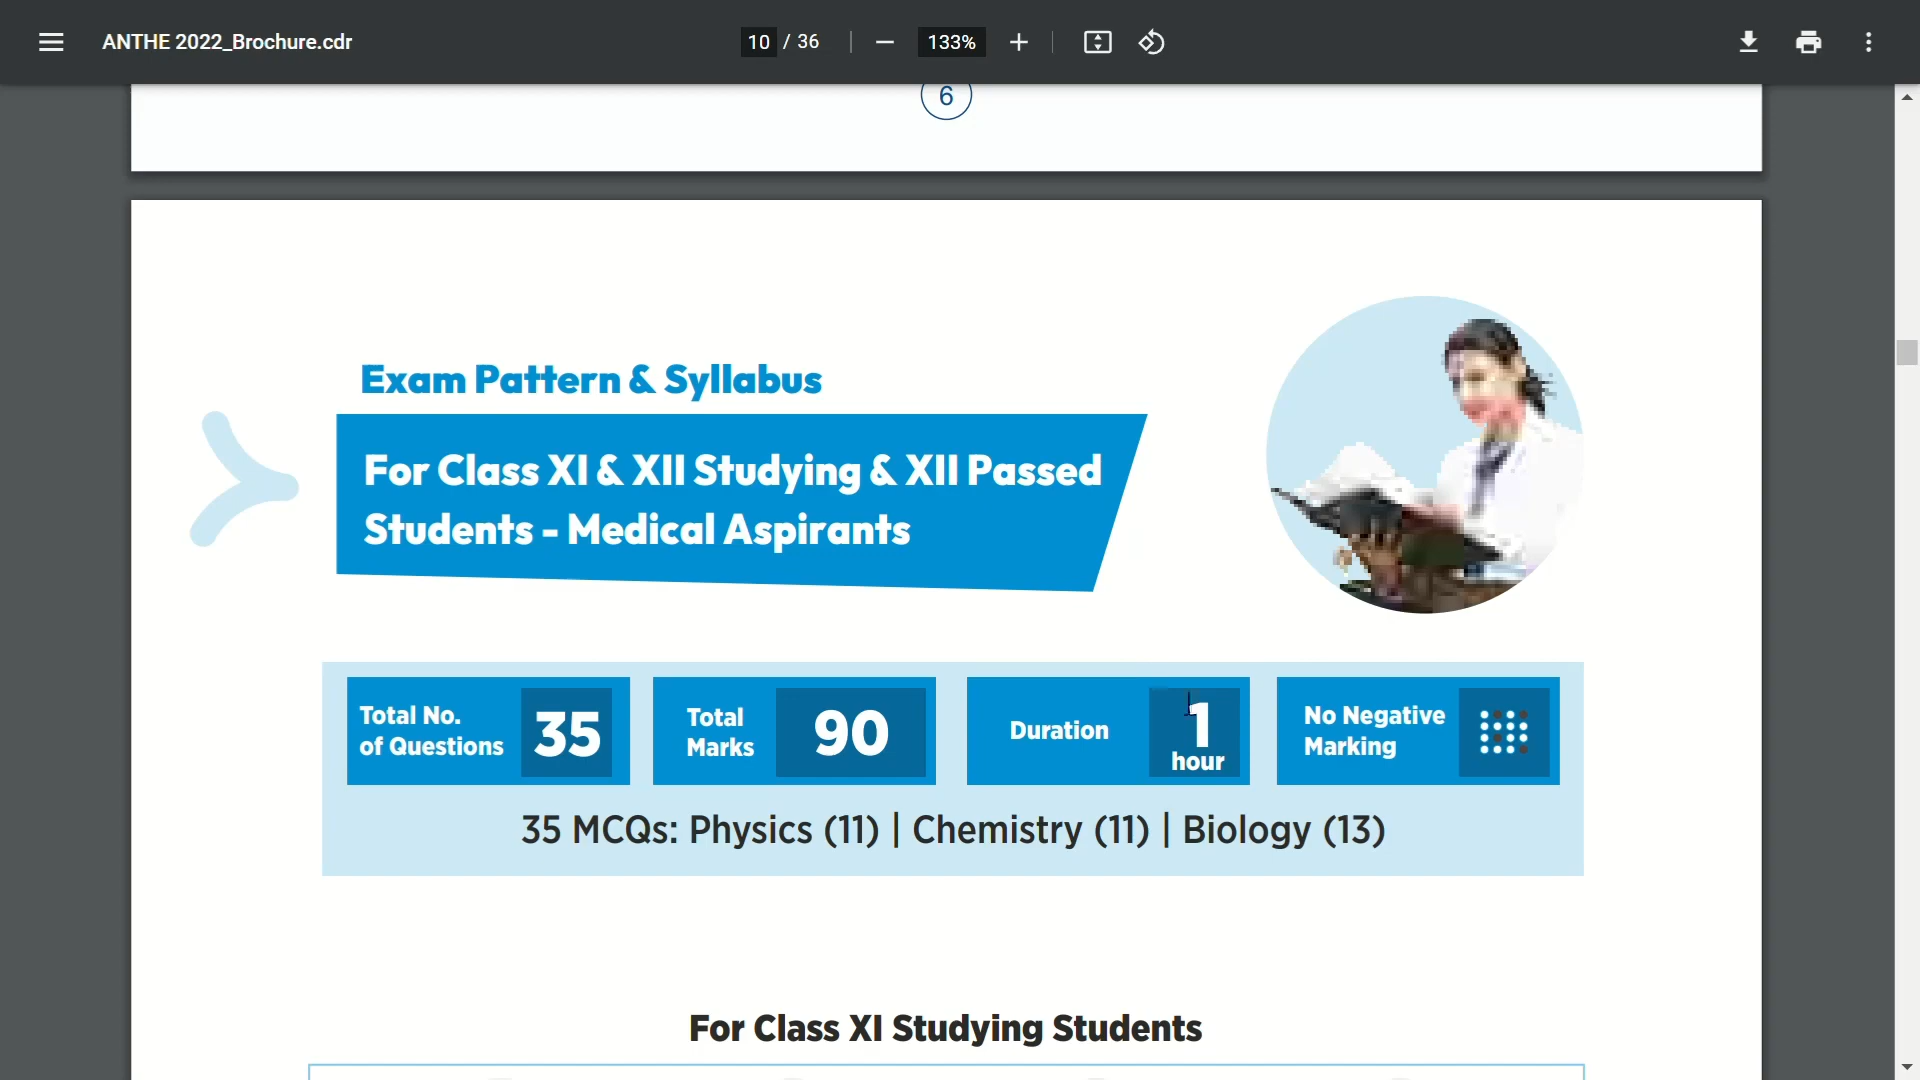 ANTHE 2022_Brochure.cdr
10 / 36
133%
6
Exam Pattern & Syllabus
For Class XI & XII Studying & XII Passed
Students - Medical Aspirants
Total No.
of Questions
35
Total
Marks
90
Duration
1
hour
No Negative
Marking
35 MCQs: Physics (11) | Chemistry (11) | Biology (13)
For Class XI Studying Students